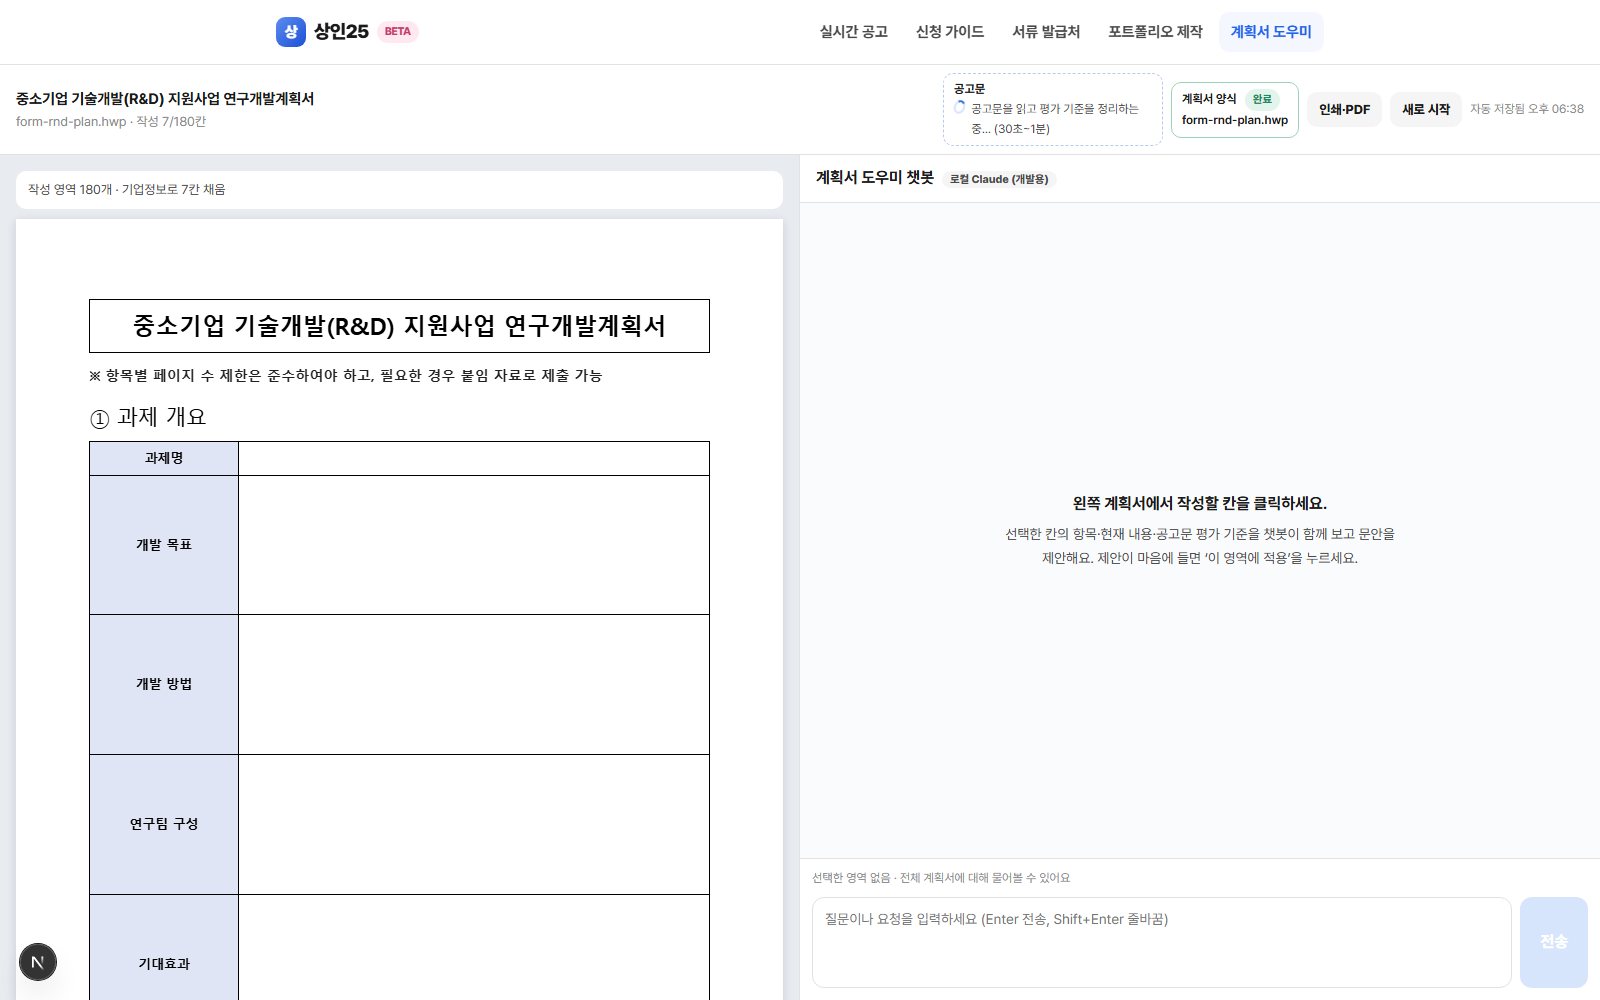 상 상인25 BETA
실시간 공고 신청 가이드 서류 발급처 포트폴리오 제작 계획서 도우미
중소기업 기술개발(R&D) 지원사업 연구개발계획서
form-rnd-plan.hwp · 작성 7/180칸
공고문
공고문을 읽고 평가 기준을 정리하는
중... (30초~1분)
계획서 양식 완료
form-rnd-plan.hwp
인쇄·PDF
새로 시작
자동 저장됨 오후 06:38
작성 영역 180개 · 기업정보로 7칸 채움
중소기업 기술개발(R&D) 지원사업 연구개발계획서
※ 항목별 페이지 수 제한은 준수하여야 하고, 필요한 경우 붙임 자료로 제출 가능
① 과제 개요
과제명
개발 목표
개발 방법
연구팀 구성
기대효과
N
계획서 도우미 챗봇 로컬 Claude (개발용)
왼쪽 계획서에서 작성할 칸을 클릭하세요.
선택한 칸의 항목·현재 내용·공고문 평가 기준을 챗봇이 함께 보고 문안을
제안해요. 제안이 마음에 들면 ‘이 영역에 적용’을 누르세요.
선택한 영역 없음 · 전체 계획서에 대해 물어볼 수 있어요
질문이나 요청을 입력하세요 (Enter 전송, Shift+Enter 줄바꿈)
전송